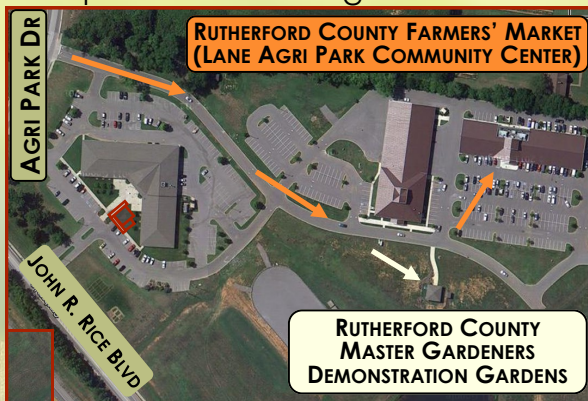 RUTHERFORD COUNTY FARMERS' MARKET
(LANE AGRI PARK COMMUNITY CENTER)
AGRI PARK DR
JOHN R. RICE BLVD
RUTHERFORD COUNTY
MASTER GARDENERS
DEMONSTRATION GARDENS